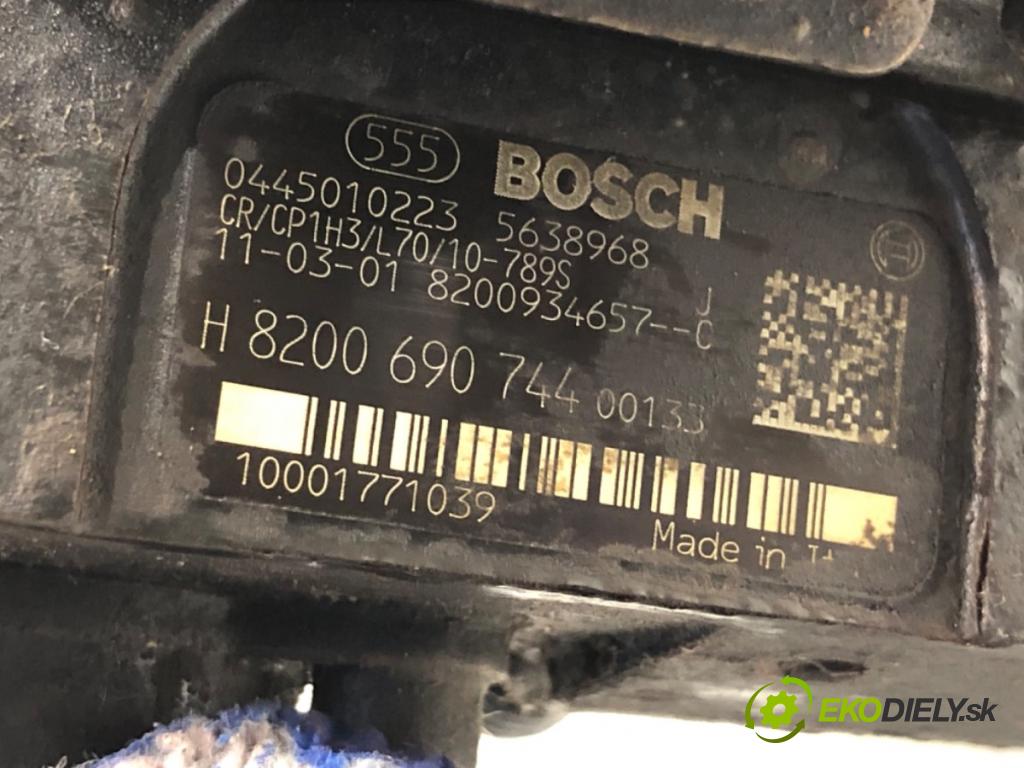 555 BOSCH
0445010223 5638968
CR/CP1H3/L70/10-789S J
11-03-01 8200934657--C
H 8200 690 744 00133
10001771039
Made in
EKODIELY.sk